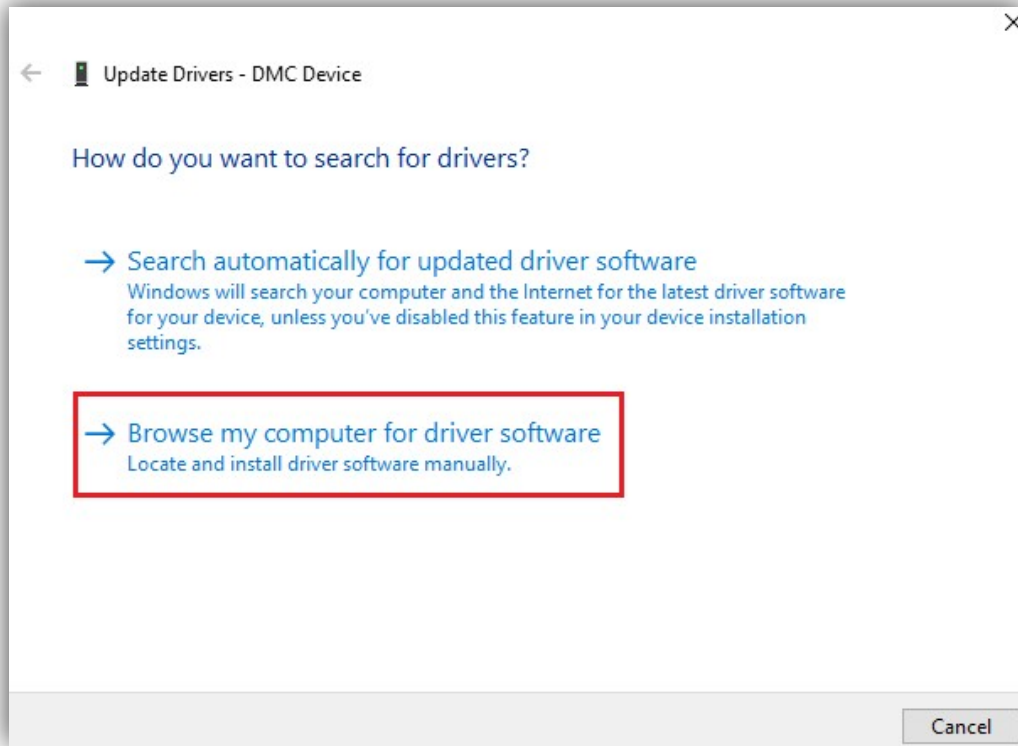 Update Drivers - DMC Device
How do you want to search for drivers?
Search automatically for updated driver software
Windows will search your computer and the Internet for the latest driver software
for your device, unless you've disabled this feature in your device installation
settings.
Browse my computer for driver software
Locate and install driver software manually.
Cancel